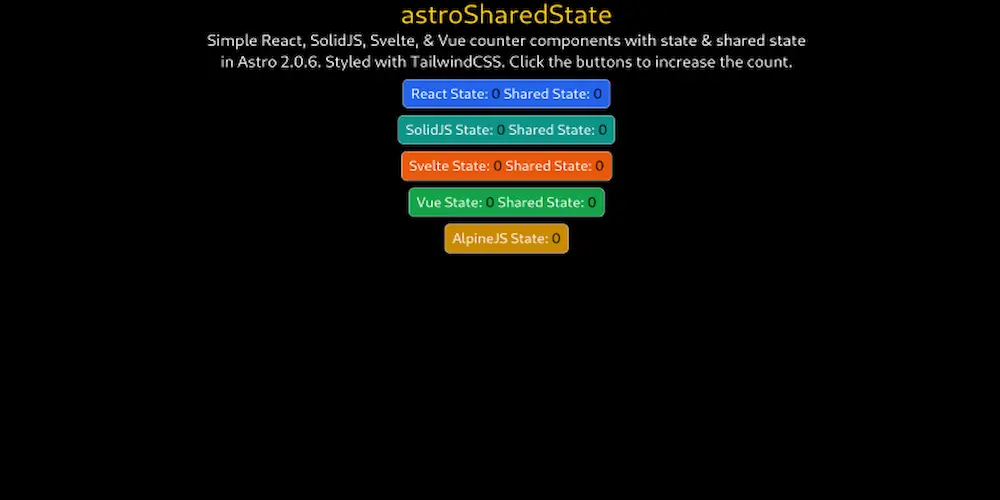 astroSharedState
Simple React, SolidJS, Svelte, & Vue counter components with state & shared state
in Astro 2.0.6. Styled with TailwindCSS. Click the buttons to increase the count.
React State: 0 Shared State: 0
SolidJS State: 0 Shared State: 0
Svelte State: 0 Shared State: 0
Vue State: 0 Shared State: 0
AlpineJS State: 0